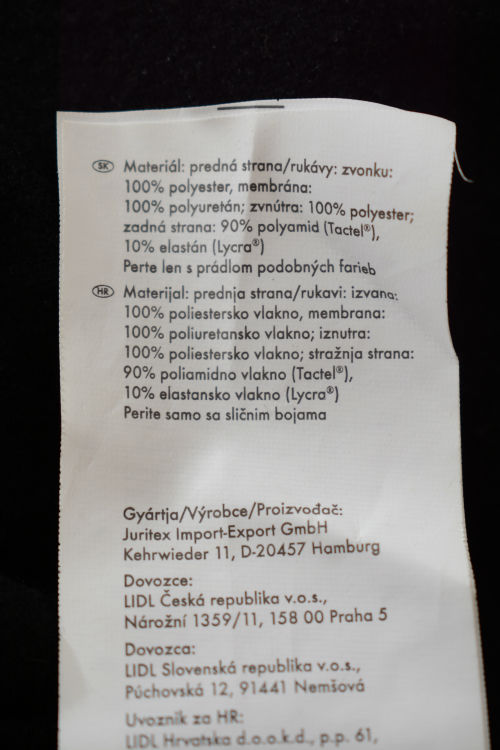 SK Materiál: predná strana/rukávy: zvonku:
100% polyester, membrána:
100% polyuretán; zvnútra: 100% polyester;
zadná strana: 90% polyamid (Tactel®),
10% elastán (Lycra®)
Perte len s prádlom podobných farieb
HR Materijal: prednja strana/rukavi: izvana:
100% poliestersko vlakno, membrana:
100% poliuretansko vlakno; iznutra:
100% poliestersko vlakno; stražnja strana:
90% poliamidno vlakno (Tactel®),
10% elastansko vlakno (Lycra®)
Perite samo sa sličnim bojama
Gyártja/Výrobce/Proizvođač:
Juritex Import-Export GmbH
Kehrwieder 11, D-20457 Hamburg
Dovozce:
LIDL Česká republika v.o.s.,
Nárožní 1359/11, 158 00 Praha 5
Dovozca:
LIDL Slovenská republika v.o.s.,
Púchovská 12, 91441 Nemšová
Uvoznik za HR:
LIDL Hrvatska d.o.o.k.d., p.p. 61,